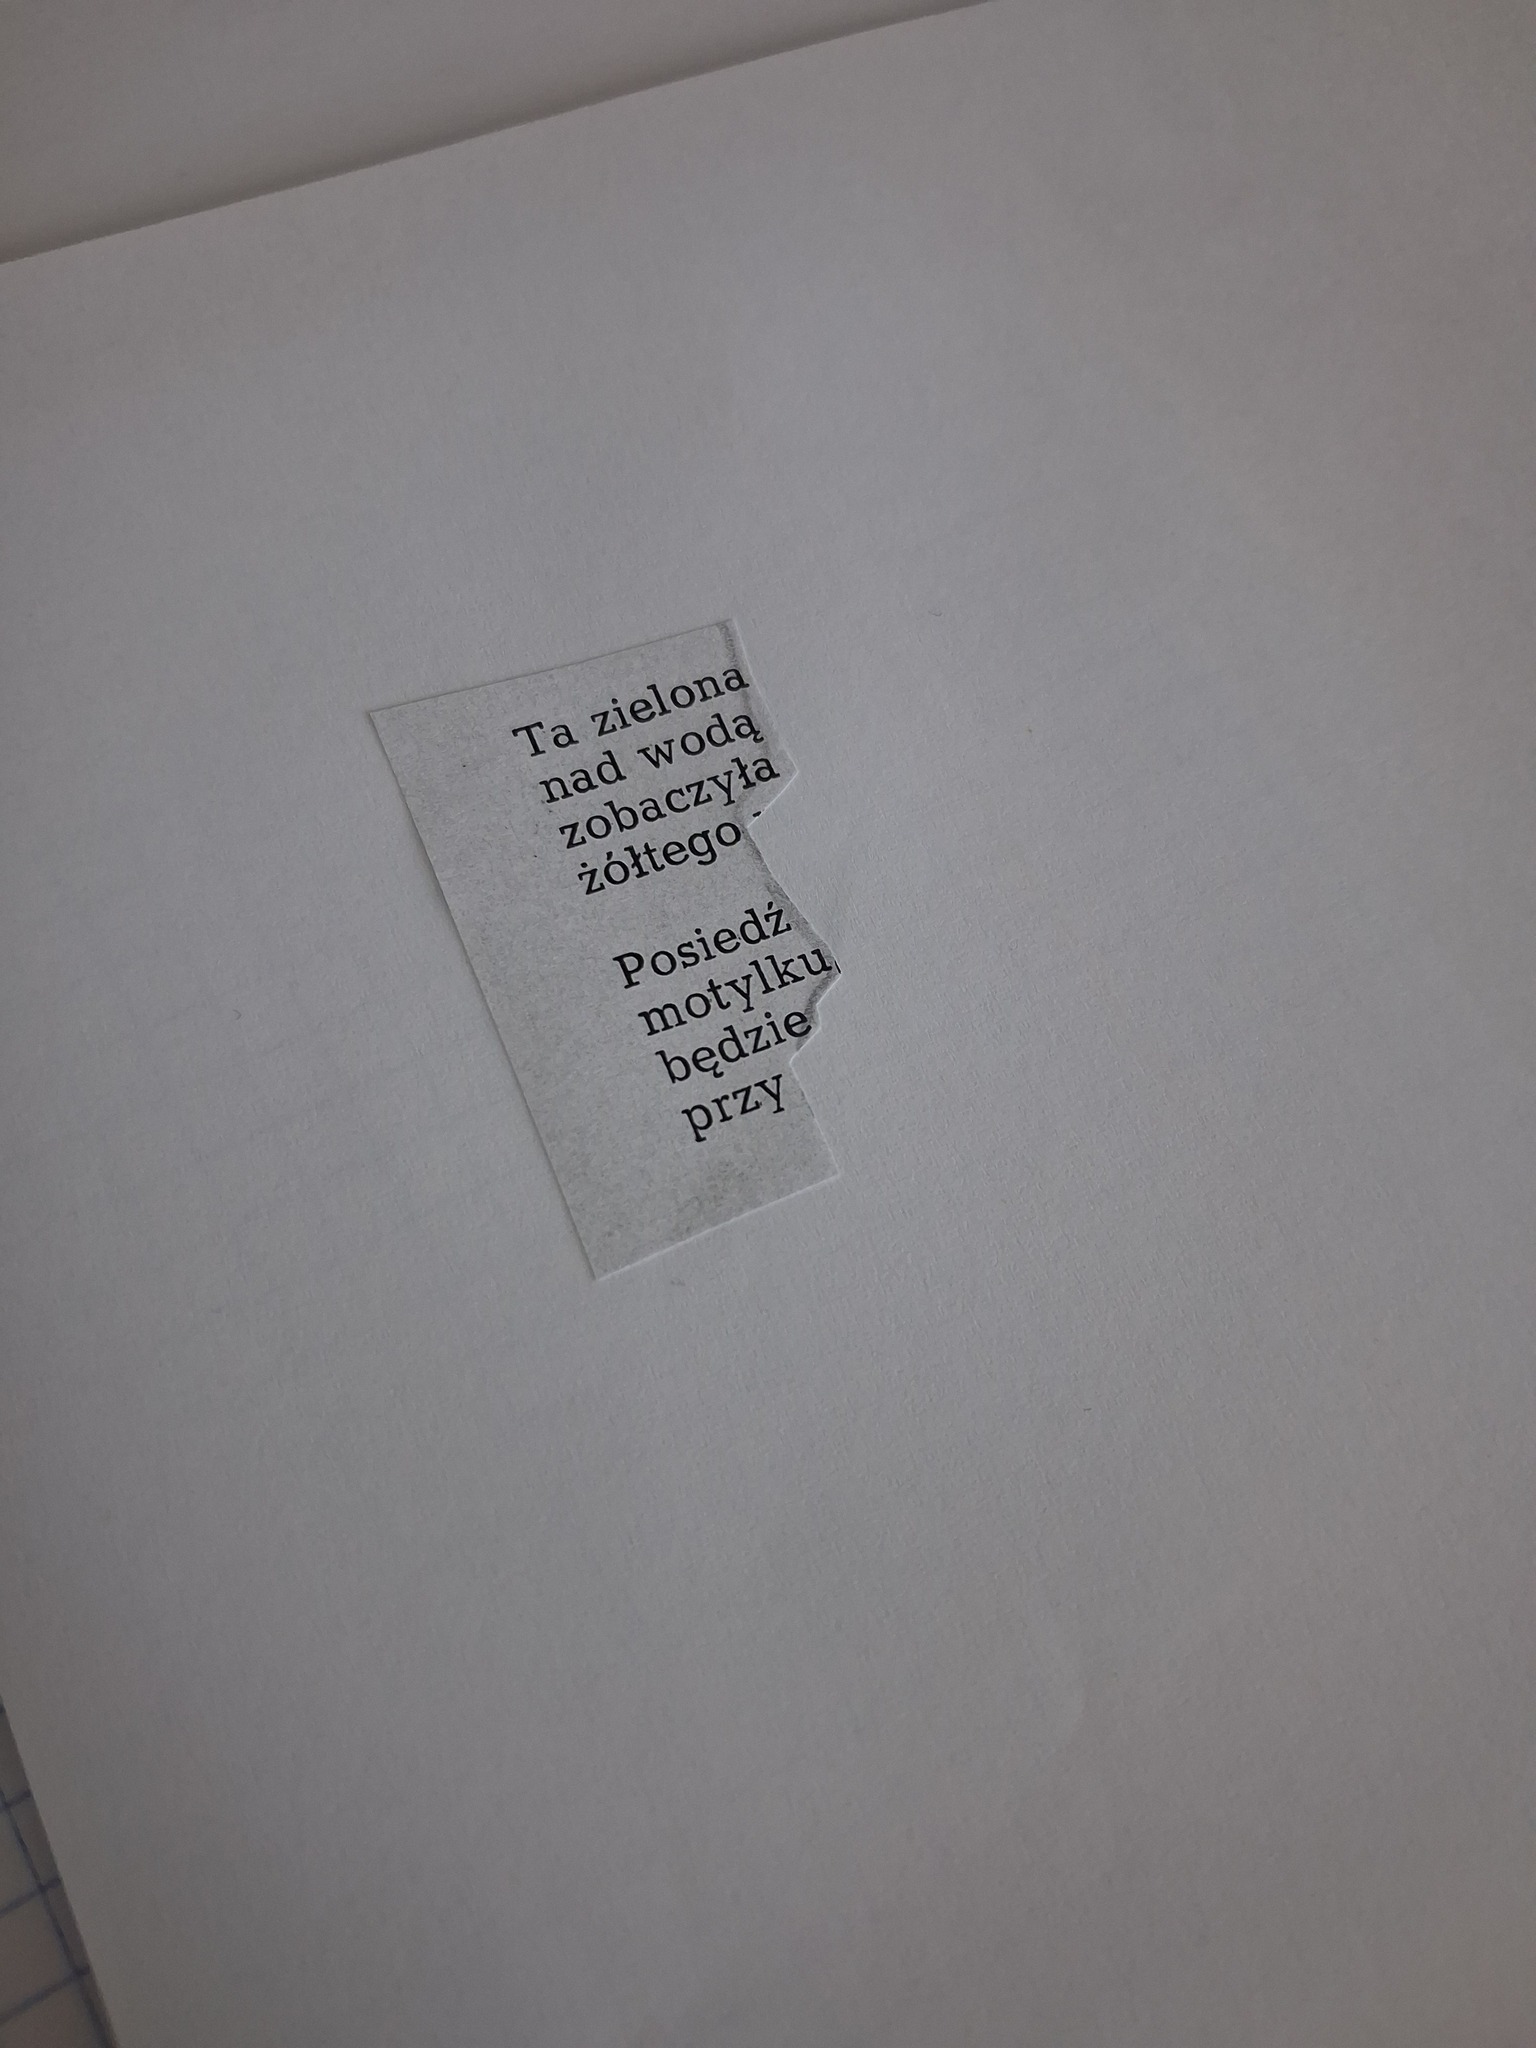 Ta zielona
nad wodą
zobaczyła
żółtego
Posiedź
motylku,
będzie
przy